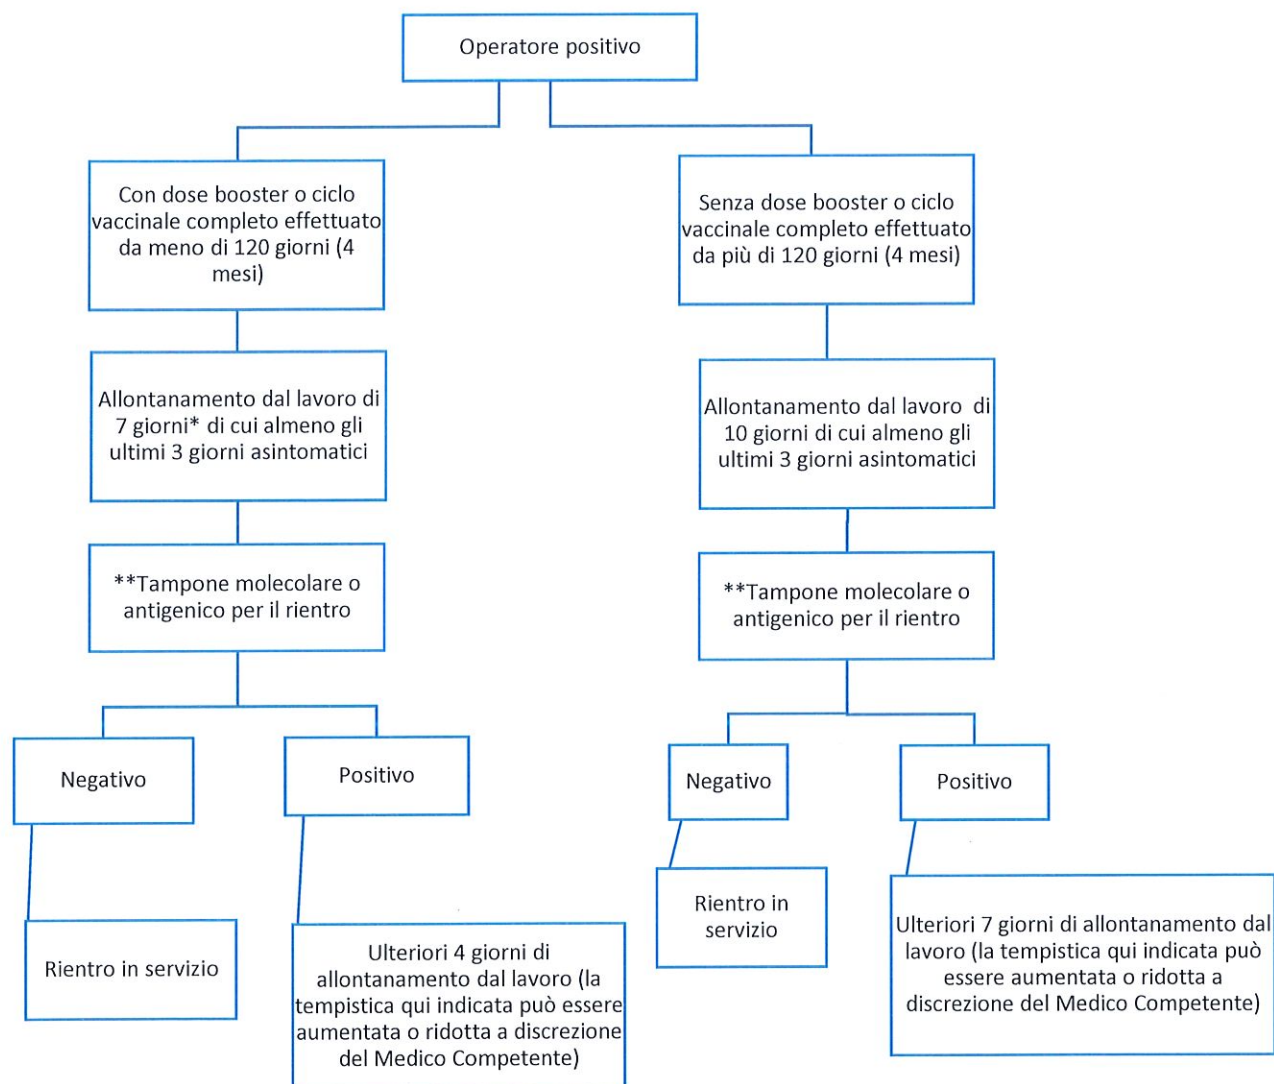 Operatore positivo
Con dose booster o ciclo
vaccinale completo effettuato
da meno di 120 giorni (4
mesi)
Senza dose booster o ciclo
vaccinale completo effettuato
da più di 120 giorni (4 mesi)
Allontanamento dal lavoro di
7 giorni* di cui almeno gli
ultimi 3 giorni asintomatici
Allontanamento dal lavoro  di
10 giorni di cui almeno gli
ultimi 3 giorni asintomatici
**Tampone molecolare o
antigenico per il rientro
**Tampone molecolare o
antigenico per il rientro
Negativo
Positivo
Negativo
Positivo
Rientro in servizio
Ulteriori 4 giorni di
allontanamento dal lavoro (la
tempistica qui indicata può essere
aumentata o ridotta a discrezione
del Medico Competente)
Rientro in
servizio
Ulteriori 7 giorni di allontanamento dal
lavoro (la tempistica qui indicata può
essere aumentata o ridotta a
discrezione del Medico Competente)